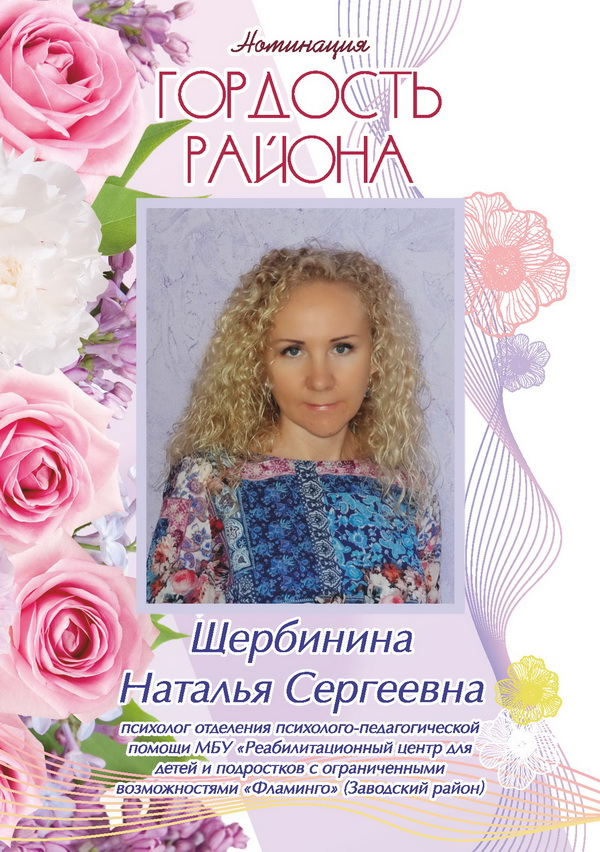 Номинация
ГОРДОСТЬ
РАЙОНА
Щербинина
Наталья Сергеевна
психолог отделения психолого-педагогической
помощи МБУ «Реабилитационный центр для
детей и подростков с ограниченными
возможностями «Фламинго» (Заводский район)